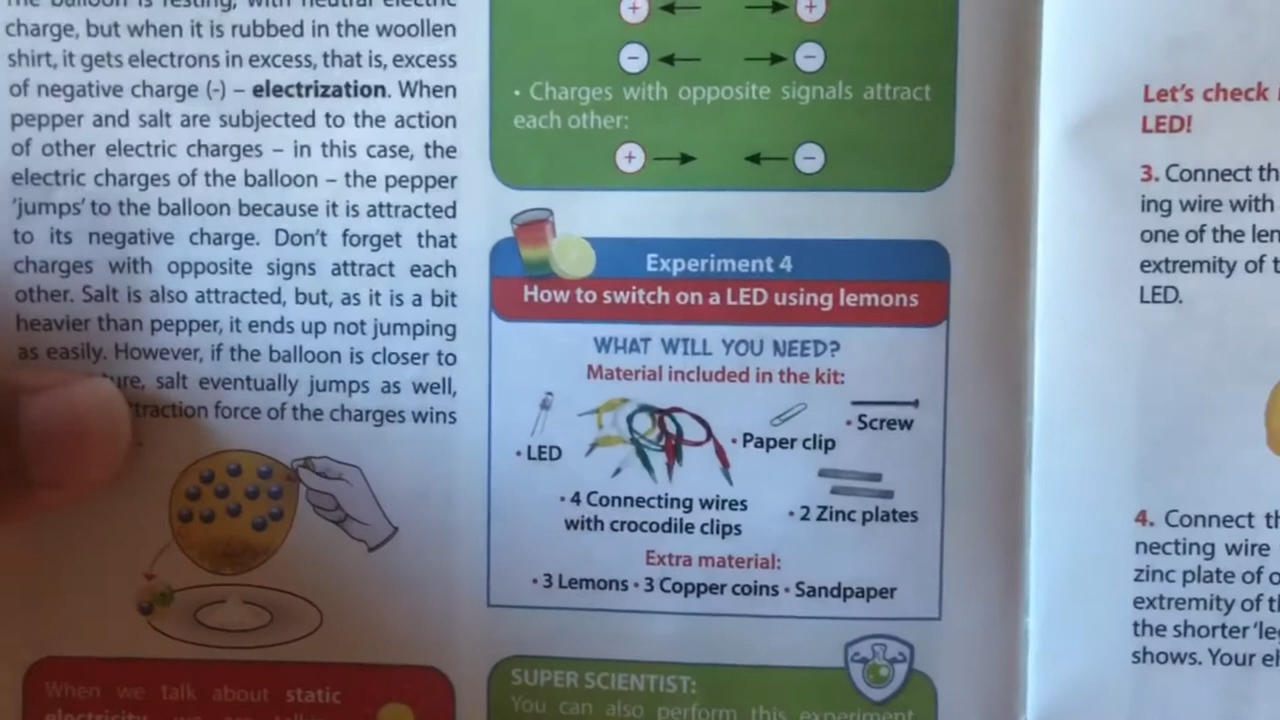 The balloon is resting, with neutral electric
charge, but when it is rubbed in the woollen
shirt, it gets electrons in excess, that is, excess
of negative charge (-) – electrization. When
pepper and salt are subjected to the action
of other electric charges – in this case, the
electric charges of the balloon – the pepper
'jumps' to the balloon because it is attracted
to its negative charge. Don't forget that
charges with opposite signs attract each
other. Salt is also attracted, but, as it is a bit
heavier than pepper, it ends up not jumping
as easily. However, if the balloon is closer to
ure, salt eventually jumps as well,
traction force of the charges wins
When we talk about static
+ +
− −
• Charges with opposite signals attract
each other:
+ −
Experiment 4
How to switch on a LED using lemons
WHAT WILL YOU NEED?
Material included in the kit:
• LED
• 4 Connecting wires
with crocodile clips
• Paper clip
• Screw
• 2 Zinc plates
Extra material:
• 3 Lemons • 3 Copper coins • Sandpaper
SUPER SCIENTIST:
You can also perform this experiment
Let's check
LED!
3. Connect th
ing wire with
one of the len
extremity of t
LED.
4. Connect th
necting wire
zinc plate of o
extremity of th
the shorter 'le
shows. Your el